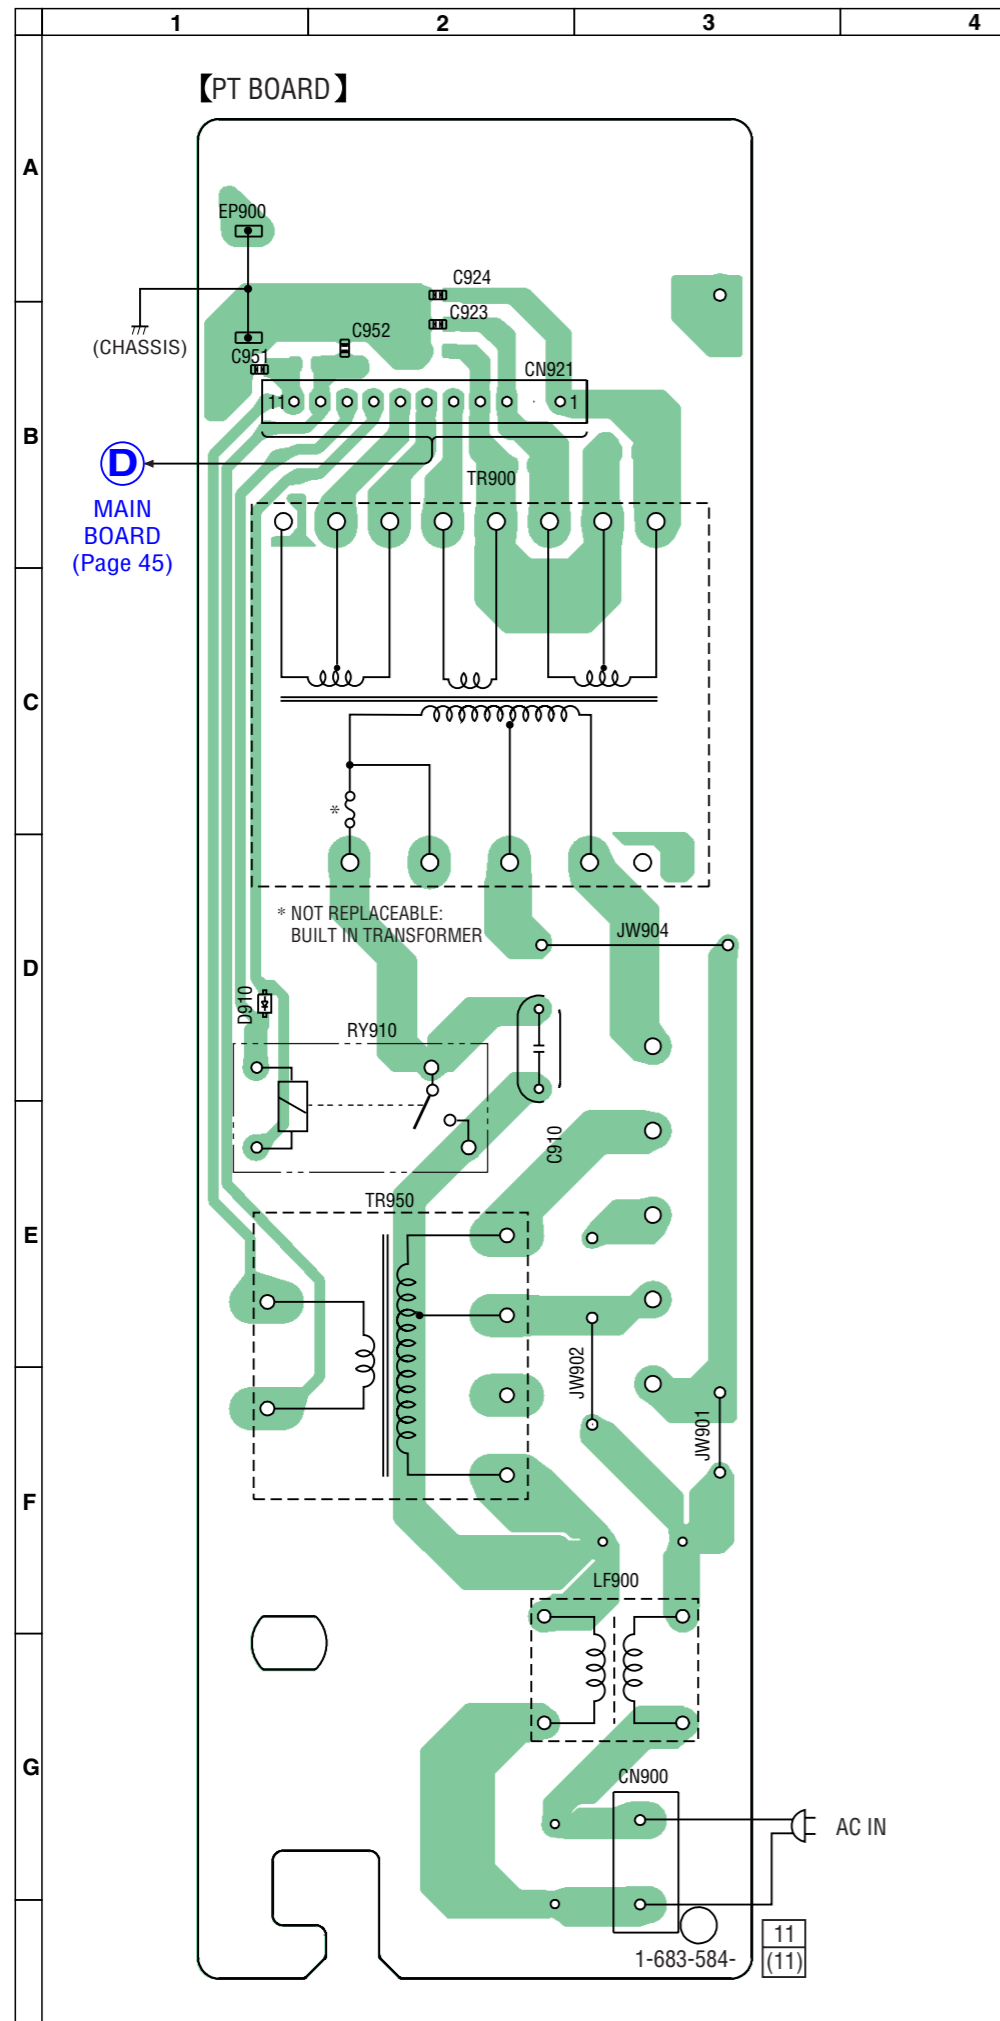 1 2 3 4
【PT BOARD】
A
EP900
C924
C923
(CHASSIS)
C952
C951
CN921
11 1
B
D
TR900
MAIN
BOARD
(Page 45)
C
*
* NOT REPLACEABLE:
BUILT IN TRANSFORMER
JW904
D
D910
RY910
C910
TR950
E
JW902
JW901
F
LF900
G
CN900
AC IN
1-683-584-
11
(11)